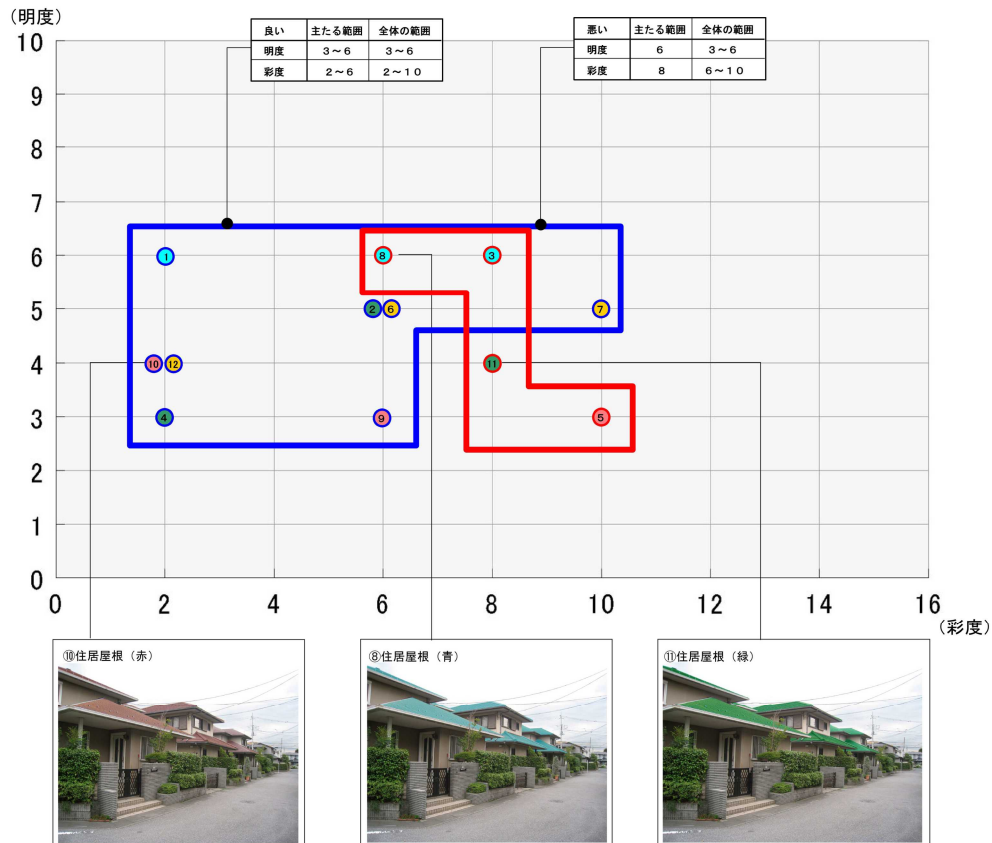 (明度)
良い 主たる範囲 全体の範囲
明度 3～6 3～6
彩度 2～6 2～10
悪い 主たる範囲 全体の範囲
明度 6 3～6
彩度 8 6～10
10
9
8
7
6
5
4
3
2
1
0
1
8
3
2
6
7
10
12
11
4
9
5
0 2 4 6 8 10 12 14 16
(彩度)
⑩住居屋根（赤）
⑧住居屋根（青）
⑪住居屋根（緑）